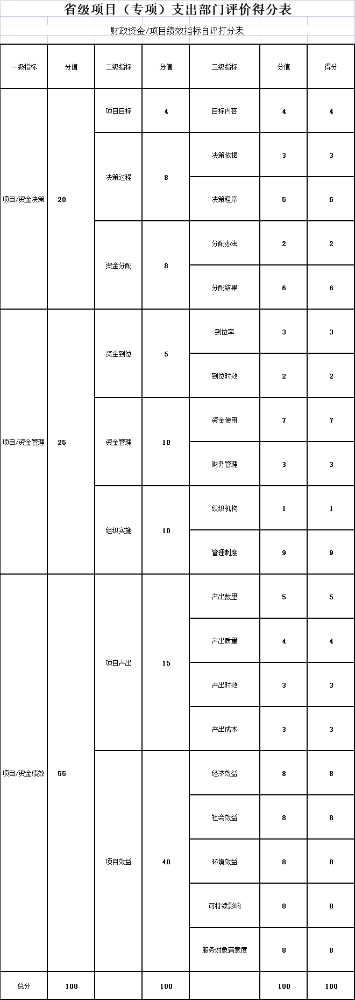 省级项目（专项）支出部门评价得分表
财政资金/项目绩效指标自评打分表
一级指标 分值 二级指标 分值 三级指标 分值 得分
项目/资金决策 20 项目目标 4 目标内容 4 4
决策过程 8 决策依据 3 3
决策程序 5 5
资金分配 8 分配办法 2 2
分配结果 6 6
项目/资金管理 25 资金到位 5 到位率 3 3
到位时效 2 2
资金管理 10 资金使用 7 7
财务管理 3 3
组织实施 10 织织机构 1 1
管理制度 9 9
项目/资金绩效 55 项目产出 15 产出数里 5 5
产出质量 4 4
产出时效 3 3
产出成本 3 3
项目效益 40 经济效益 8 8
社会效益 8 8
环境效益 8 8
可持续影响 8 8
服务对象满意度 8 8
总分 100 100 100 100